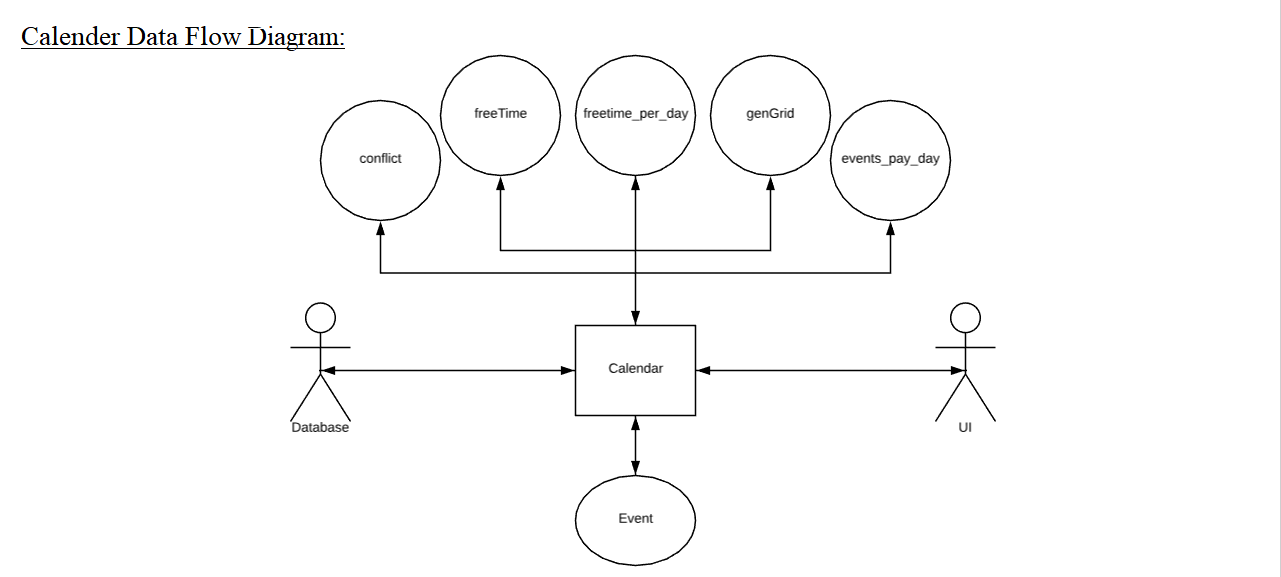 Calender Data Flow Diagram:
freeTime
freetime_per_day
genGrid
conflict
events_pay_day
Calendar
Database
UI
Event